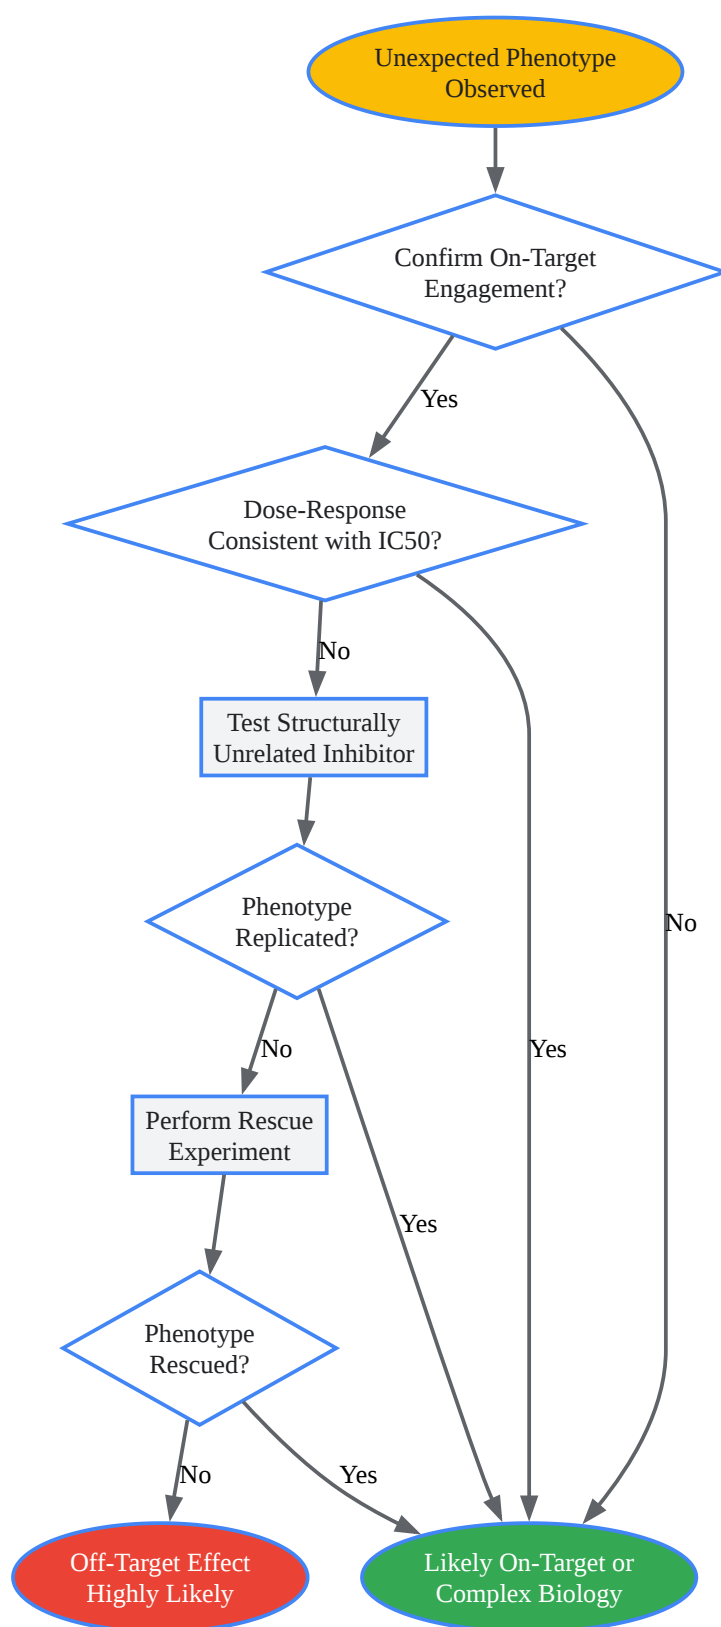 Unexpected Phenotype
Observed
Confirm On-Target
Engagement?
Yes
Dose-Response
Consistent with IC50?
No
Test Structurally
Unrelated Inhibitor
Phenotype
Replicated?
No
No
Yes
Perform Rescue
Experiment
Yes
Phenotype
Rescued?
No
Yes
Off-Target Effect
Highly Likely
Likely On-Target or
Complex Biology